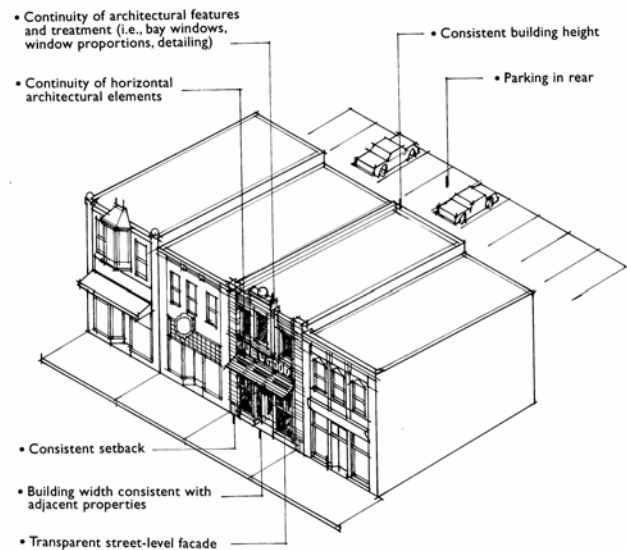 • Continuity of architectural features
and treatment (i.e., bay windows,
window proportions, detailing)
• Continuity of horizontal
architectural elements
• Consistent building height
• Parking in rear
• Consistent setback
• Building width consistent with
adjacent properties
• Transparent street-level facade